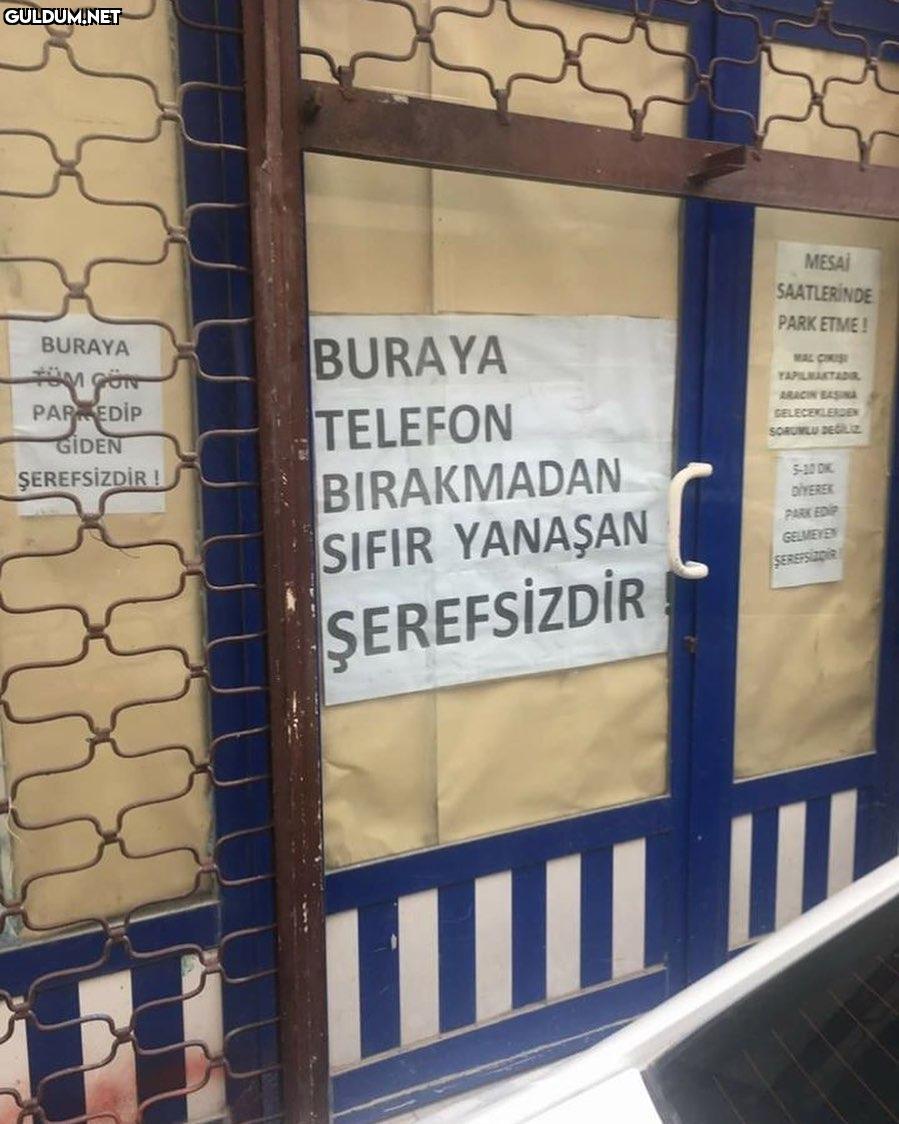 GULDUM.NET
BURAYA
TÜM GÜN
PARK EDİP
GİDEN
ŞEREFSİZDİR !
BURAYA
TELEFON
BIRAKMADAN
SIFIR YANAŞAN
ŞEREFSİZDİR !
MESAİ
SAATLERİNDE
PARK ETME !
MAL ÇIKIŞI
YAPILMAKTADIR.
ARACIN BAŞINA
GELECEKLERDEN
SORUMLU DEĞİLİZ.
5-10 DK.
DİYEREK
PARK EDİP
GELMEYEN
ŞEREFSİZDİR !